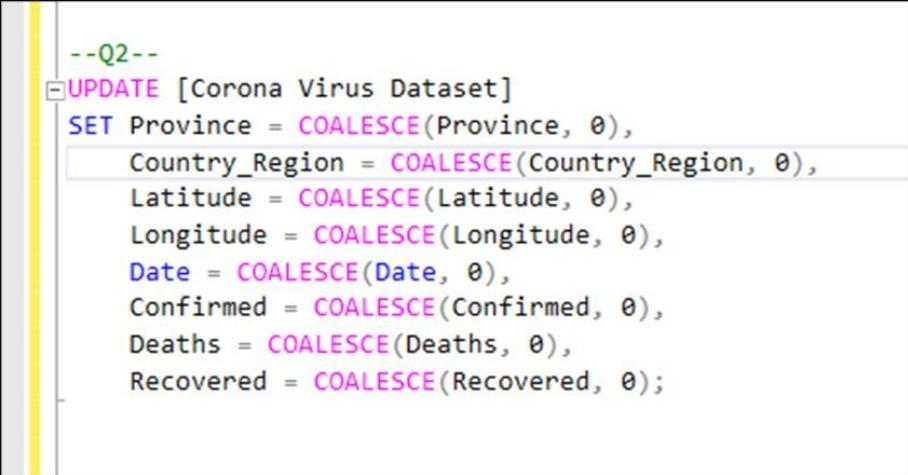 --Q2--
UPDATE [Corona Virus Dataset]
SET Province = COALESCE(Province, 0),
Country_Region = COALESCE(Country_Region, 0),
Latitude = COALESCE(Latitude, 0),
Longitude = COALESCE(Longitude, 0),
Date = COALESCE(Date, 0),
Confirmed = COALESCE(Confirmed, 0),
Deaths = COALESCE(Deaths, 0),
Recovered = COALESCE(Recovered, 0);